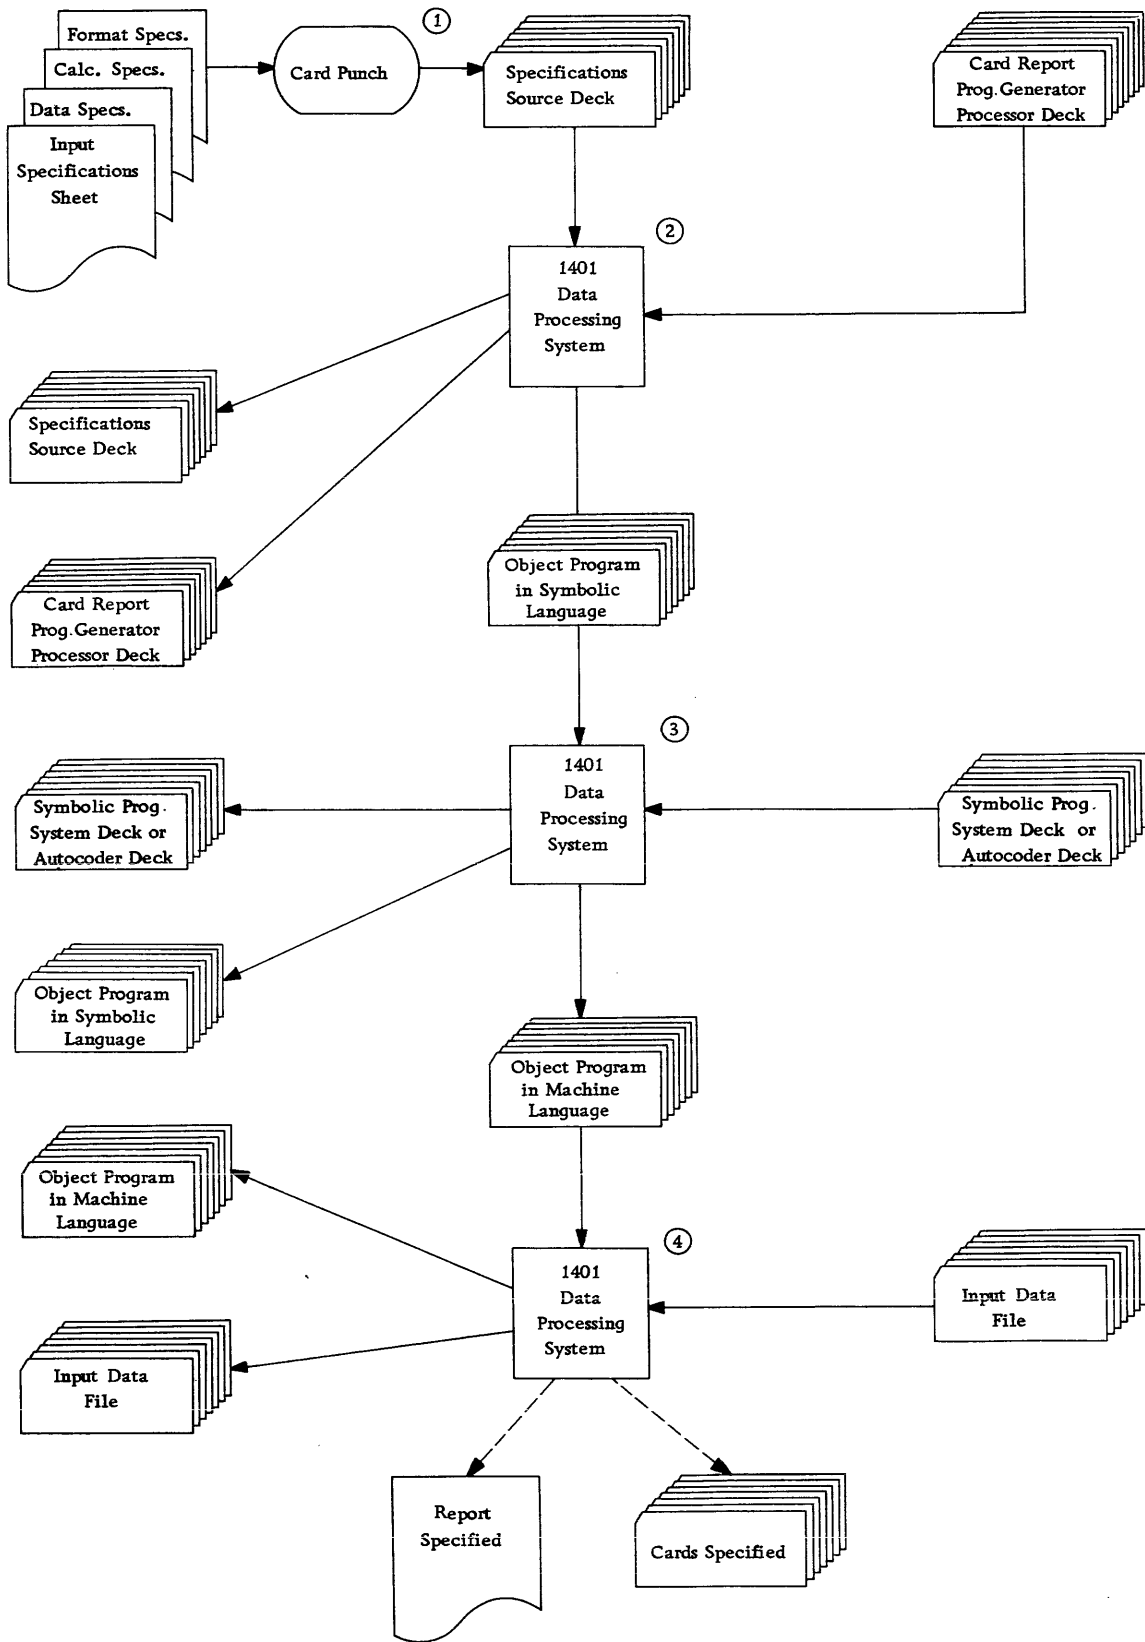 Format Specs.
Calc. Specs.
Data Specs.
Input
Specifications
Sheet
Card Punch
1
Specifications
Source Deck
Card Report
Prog.Generator
Processor Deck
2
1401
Data
Processing
System
Specifications
Source Deck
Card Report
Prog.Generator
Processor Deck
Object Program
in Symbolic
Language
3
1401
Data
Processing
System
Symbolic Prog.
System Deck or
Autocoder Deck
Symbolic Prog.
System Deck or
Autocoder Deck
Object Program
in Symbolic
Language
Object Program
in Machine
Language
Object Program
in Machine
Language
4
1401
Data
Processing
System
Input Data
File
Input Data
File
Report
Specified
Cards Specified